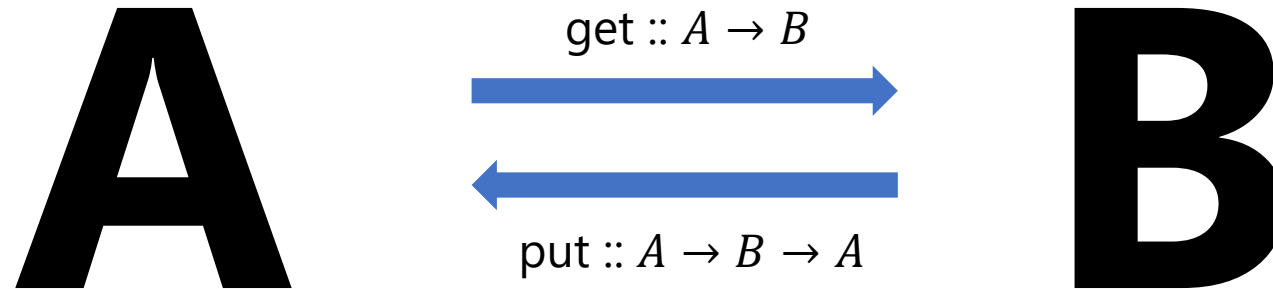 A
get :: A → B
put :: A → B → A
B